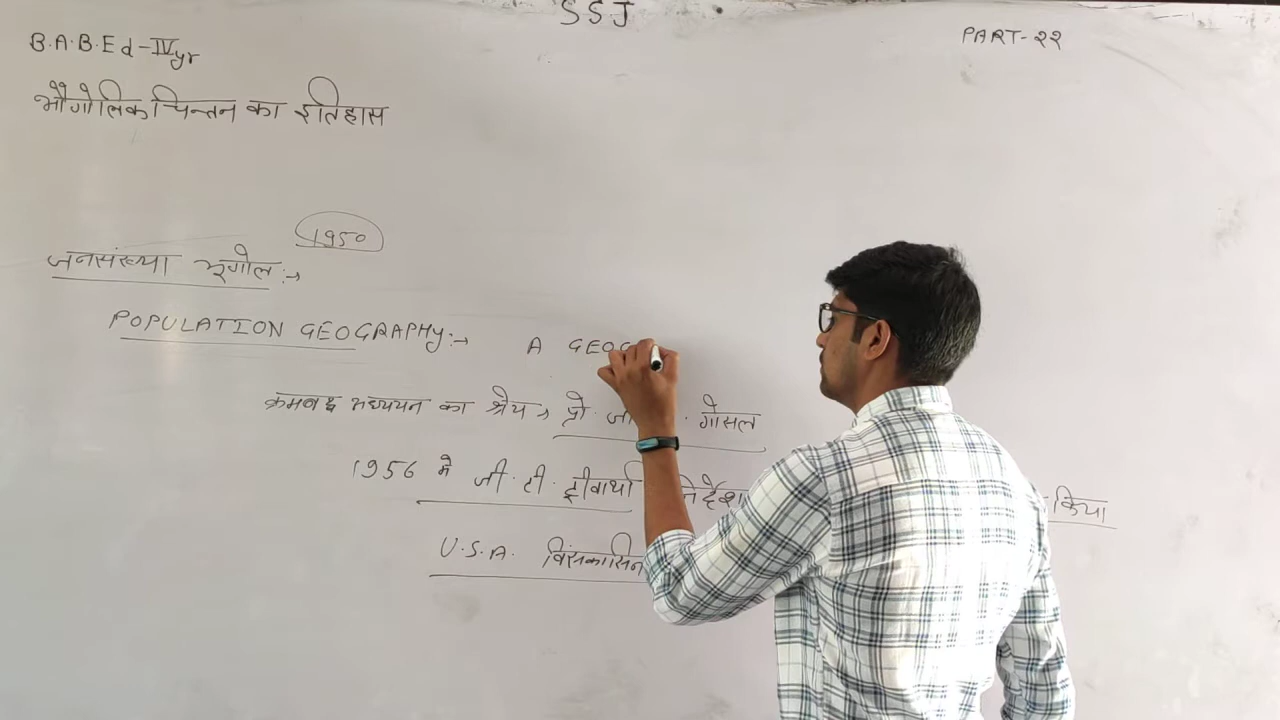 SSJ
PART-22
B.A.B.Ed-IVyr
भौगोलिक चिन्तन का इतिहास
1950
जनसंख्या भूगोल:→
POPULATION GEOGRAPHY:→ A GEOG
क्रमबद्ध अध्ययन का श्रेय → प्रो. जी . गोसल
1956 मे जी.टी. ट्रीवार्था किया
U.S.A. विंसकासिन